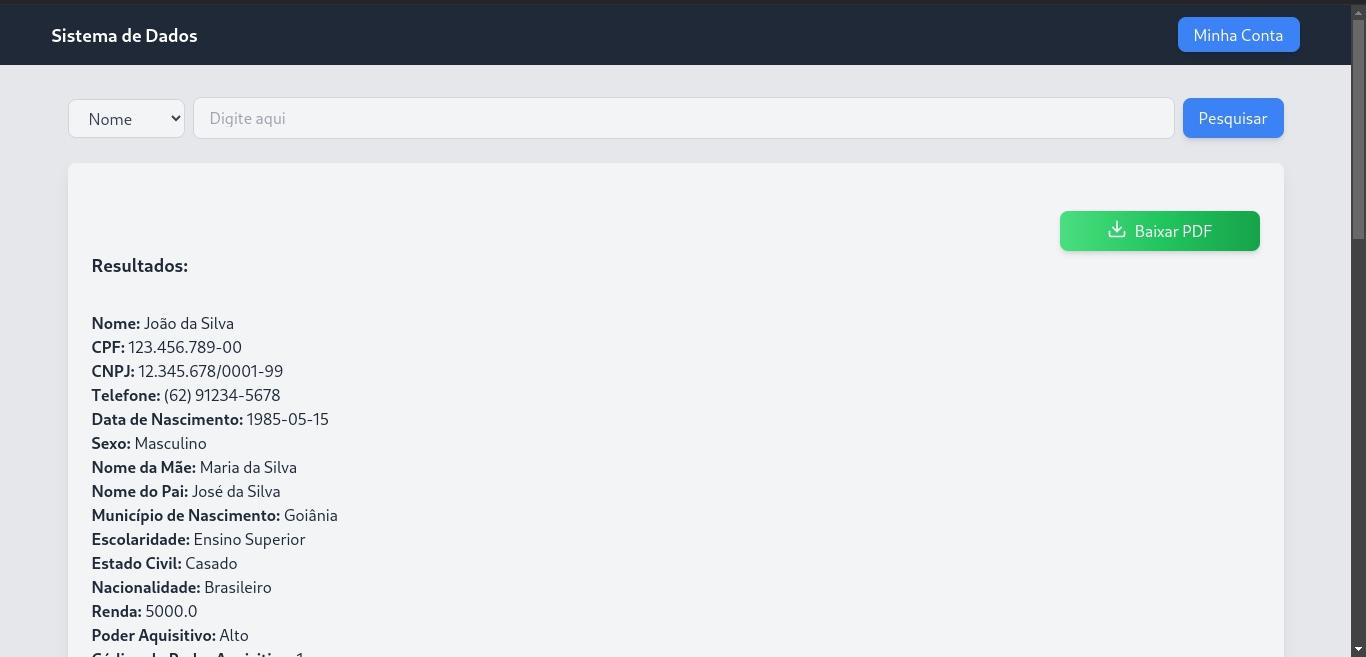 Sistema de Dados
Minha Conta
Nome
Digite aqui
Pesquisar
Baixar PDF
Resultados:
Nome: João da Silva
CPF: 123.456.789-00
CNPJ: 12.345.678/0001-99
Telefone: (62) 91234-5678
Data de Nascimento: 1985-05-15
Sexo: Masculino
Nome da Mãe: Maria da Silva
Nome do Pai: José da Silva
Município de Nascimento: Goiânia
Escolaridade: Ensino Superior
Estado Civil: Casado
Nacionalidade: Brasileiro
Renda: 5000.0
Poder Aquisitivo: Alto